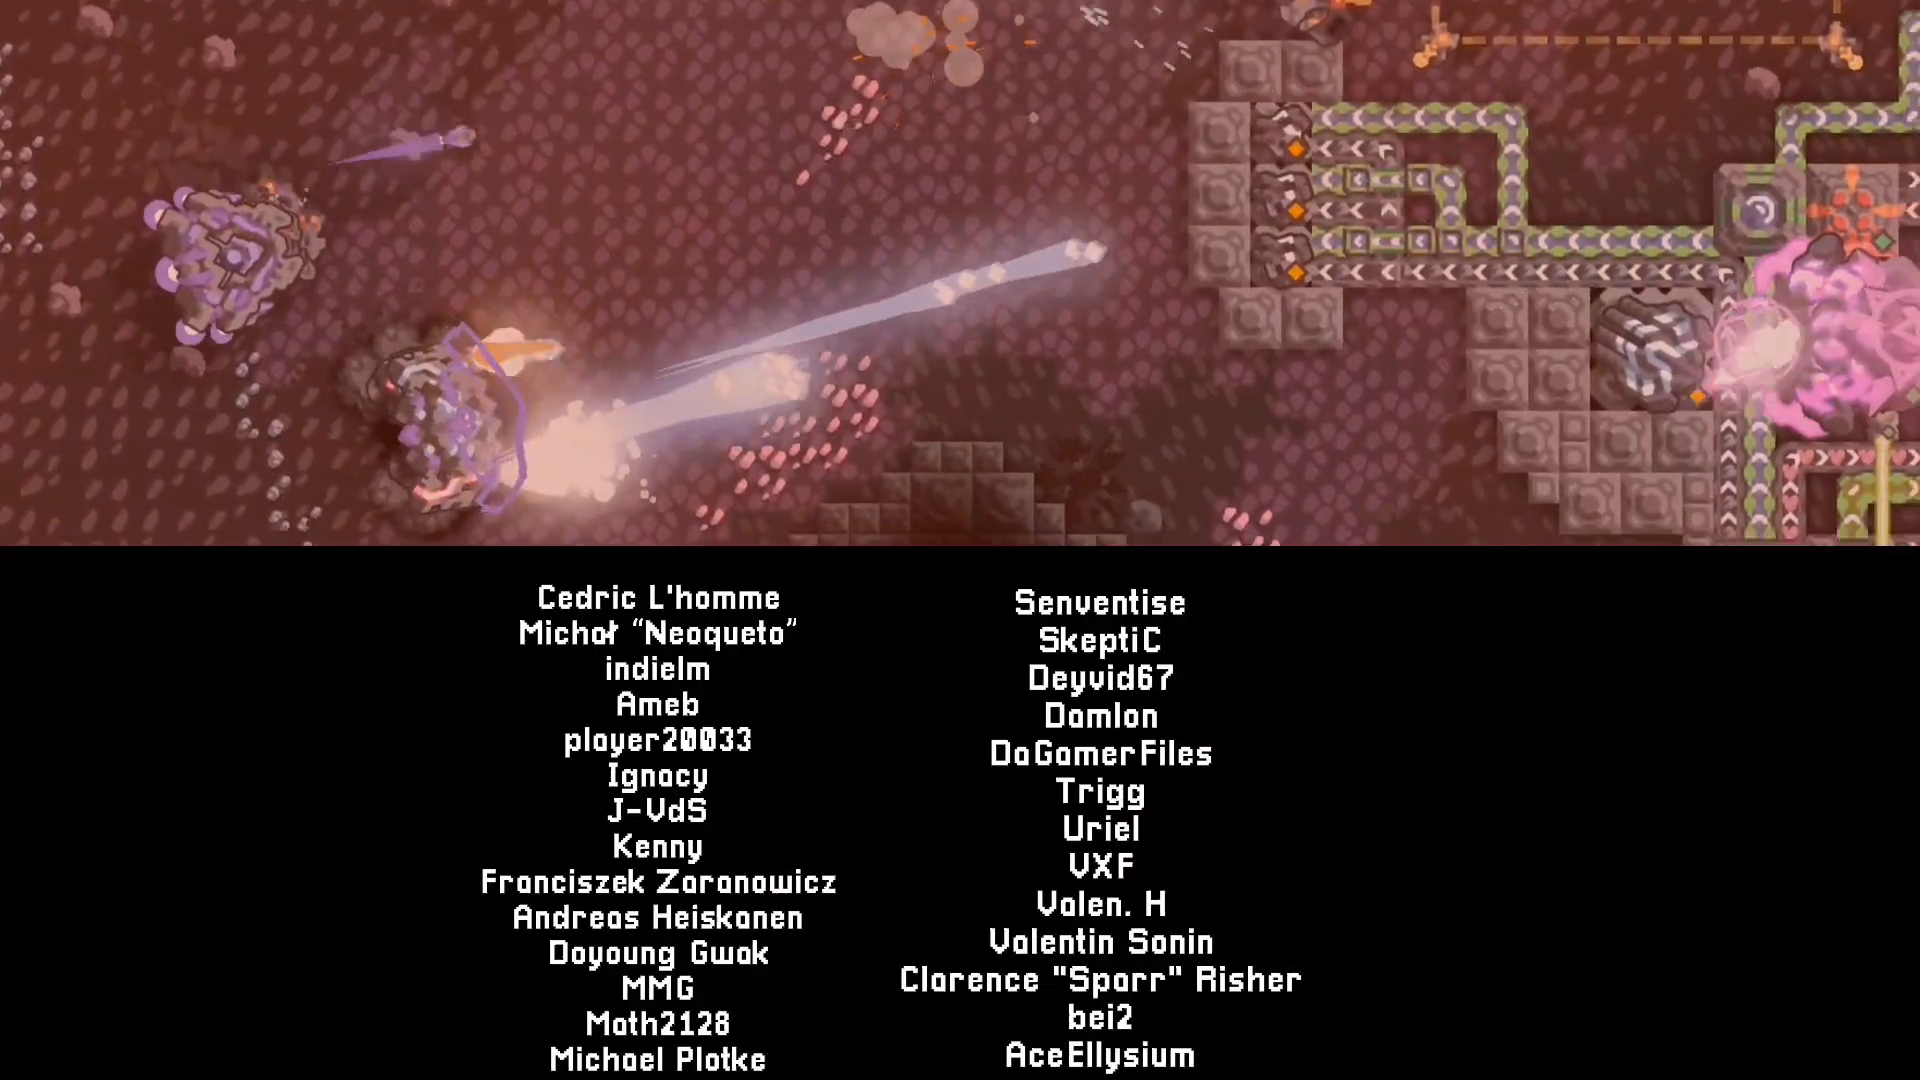 Cedric L'homme
Michał “Neoqueto”
indielm
Ameb
player20033
Ignacy
J-VdS
Kenny
Franciszek Zaranowicz
Andreas Heiskanen
Doyoung Gwak
MMG
Math2128
Michael Plotke
Senventise
SkeptiC
Deyvid67
Damlon
DaGamerFiles
Trigg
Uriel
VXF
Valen. H
Valentin Sonin
Clarence "Sparr" Risher
bei2
AceEllysium